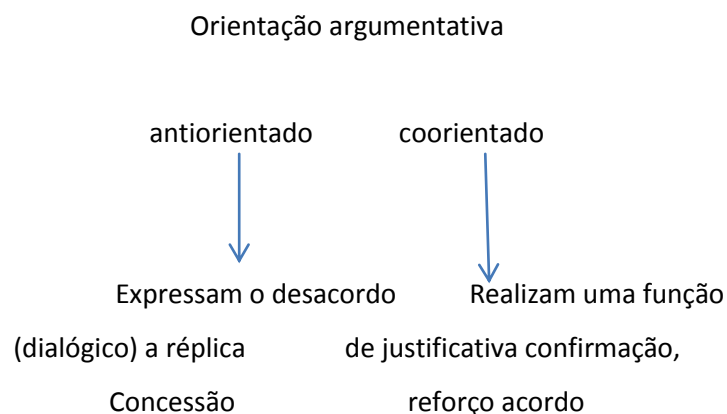 Orientação argumentativa
antiorientado coorientado
Expressam o desacordo Realizam uma função
(dialógico) a réplica de justificativa confirmação,
Concessão reforço acordo